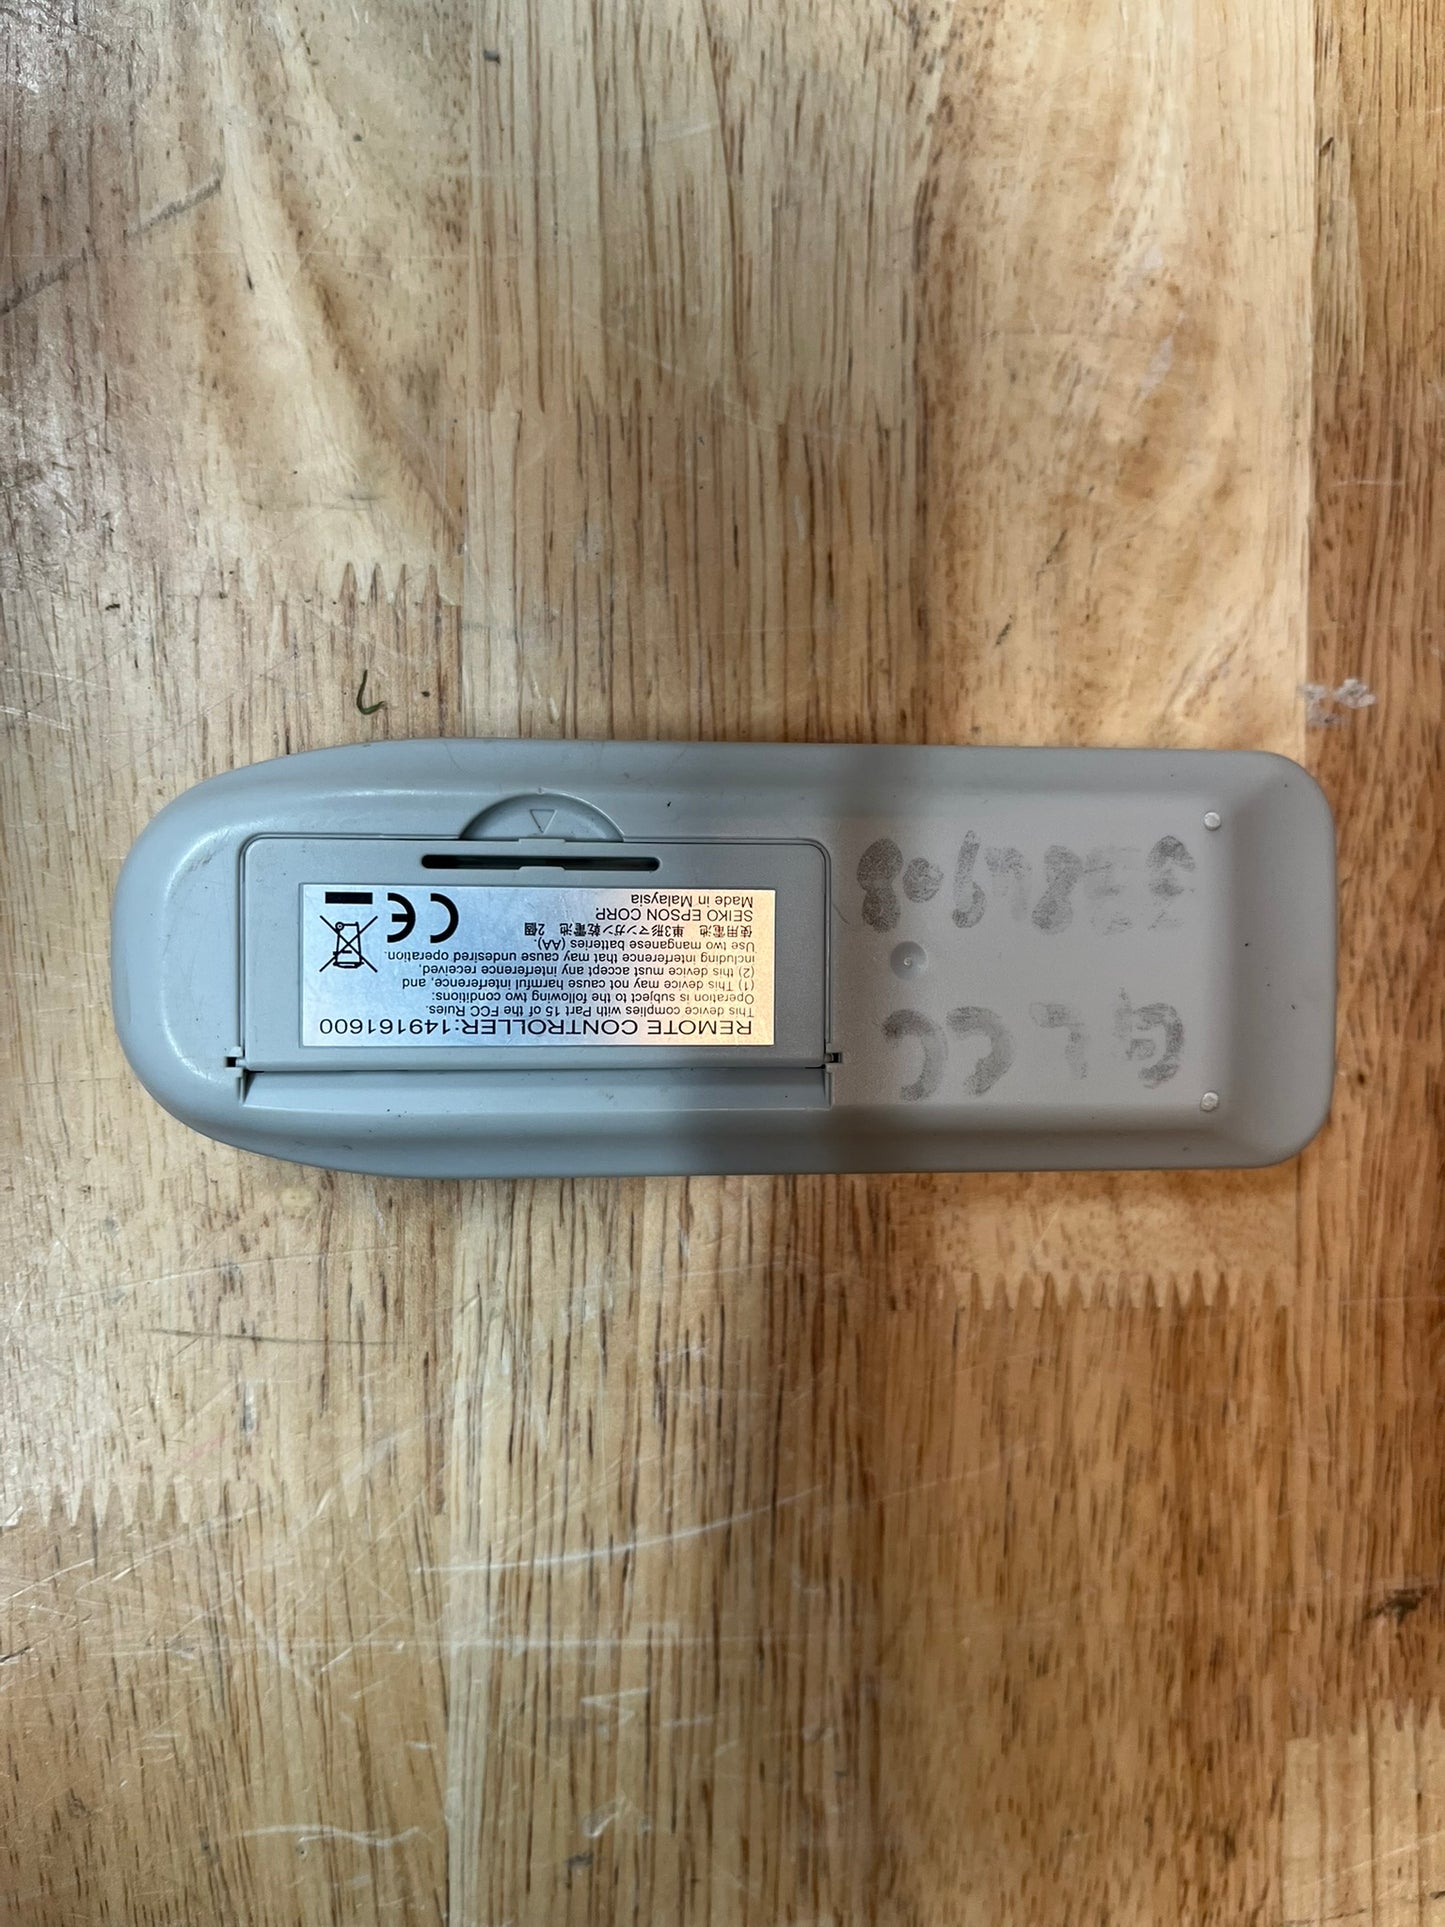 GLCC
REMOTE CONTROLLER:149161600
This device complies with Part 15 of the FCC Rules.
Operation is subject to the following two conditions:
(1) This device may not cause harmful interference, and
(2) this device must accept any interference received,
including interference that may cause undesired operation.
Use two manganese batteries (AA).
使用電池 単3形マンガン乾電池 2個
SEIKO EPSON CORP.
Made in Malaysia
CE